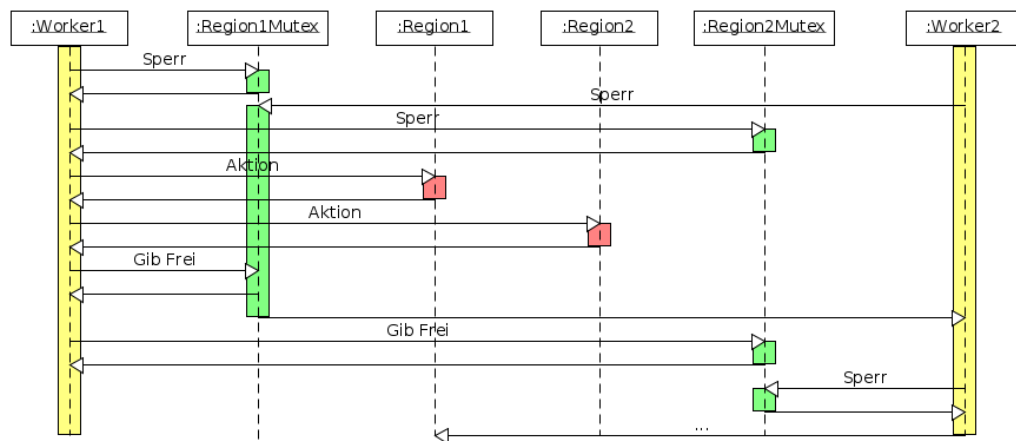 :Worker1
:Region1Mutex
:Region1
:Region2
:Region2Mutex
:Worker2
Sperr
Sperr
Sperr
Aktion
Aktion
Gib Frei
Gib Frei
Sperr
...